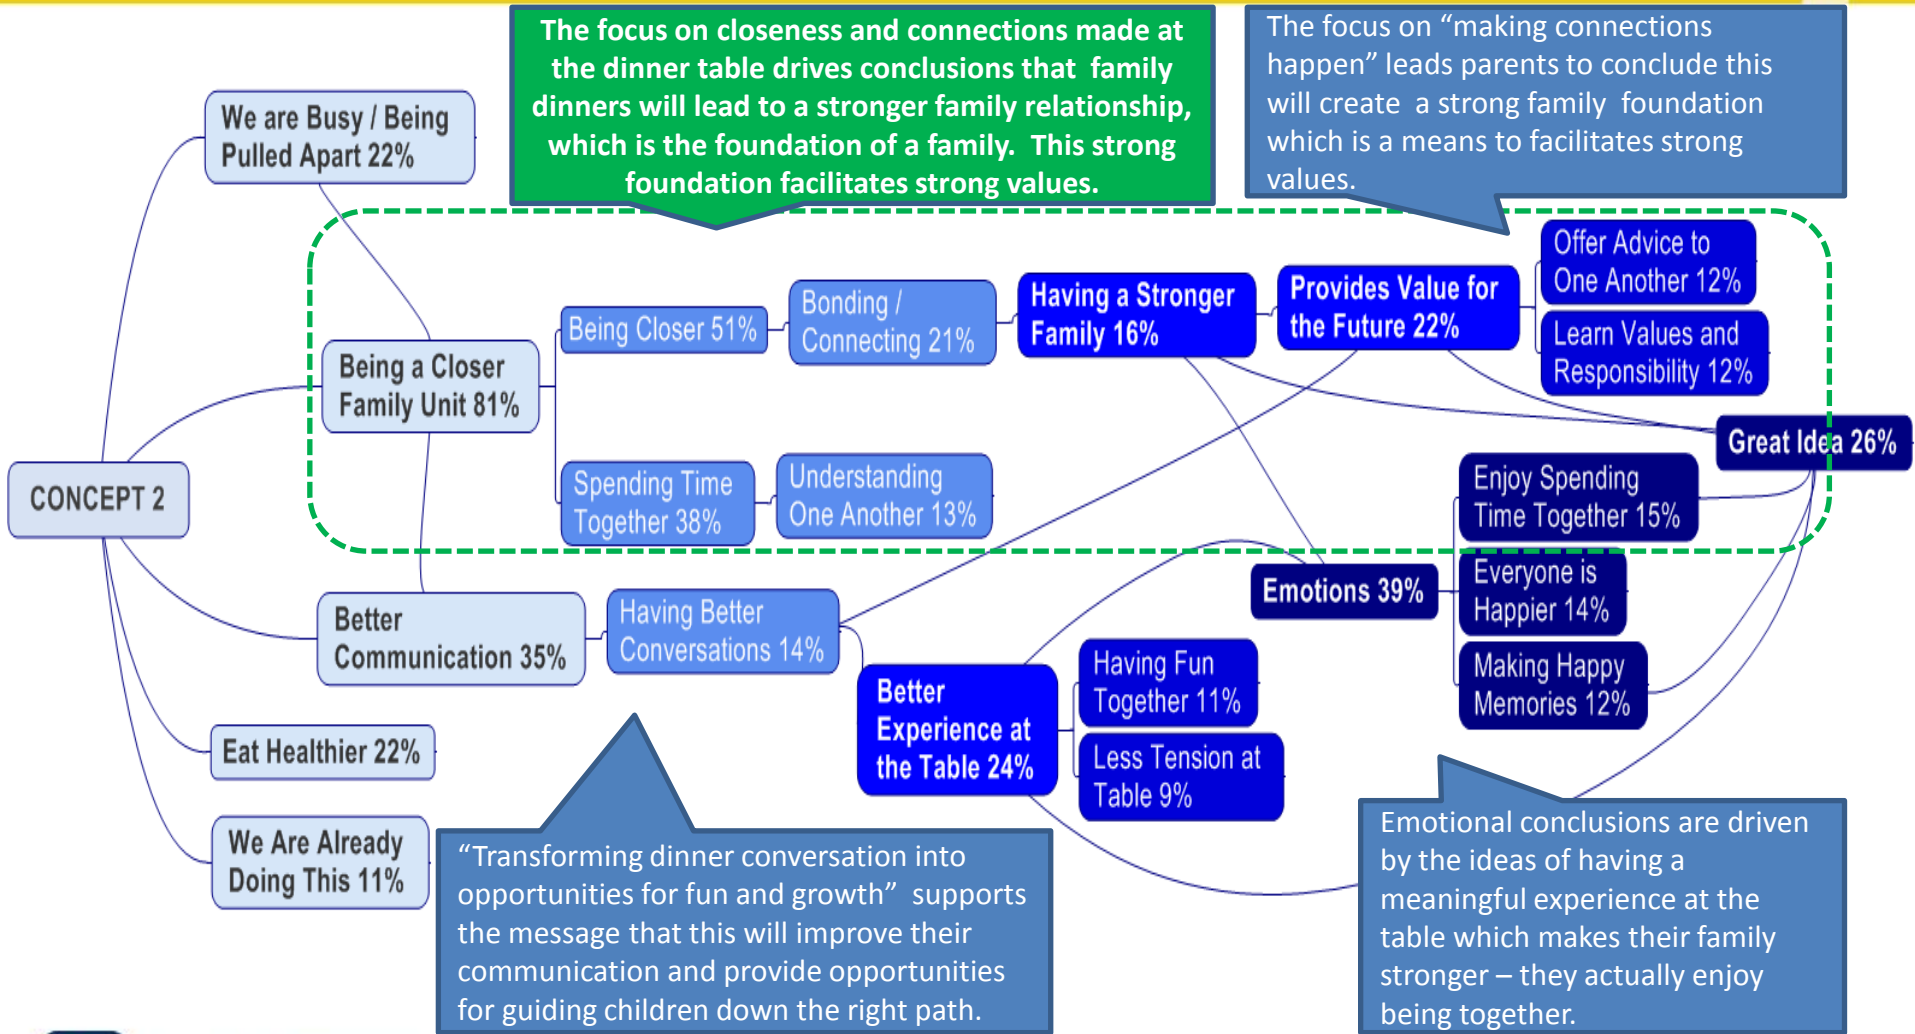 The focus on closeness and connections made at
the dinner table drives conclusions that family
dinners will lead to a stronger family relationship,
which is the foundation of a family. This strong
foundation facilitates strong values.
The focus on “making connections
happen” leads parents to conclude this
will create a strong family foundation
which is a means to facilitates strong
values.
We are Busy / Being
Pulled Apart 22%
Being a Closer
Family Unit 81%
Being Closer 51%
Bonding /
Connecting 21%
Having a Stronger
Family 16%
Provides Value for
the Future 22%
Offer Advice to
One Another 12%
Learn Values and
Responsibility 12%
Great Idea 26%
CONCEPT 2
Spending Time
Together 38%
Understanding
One Another 13%
Enjoy Spending
Time Together 15%
Emotions 39%
Everyone is
Happier 14%
Making Happy
Memories 12%
Better
Communication 35%
Having Better
Conversations 14%
Better
Experience at
the Table 24%
Having Fun
Together 11%
Less Tension at
Table 9%
Eat Healthier 22%
We Are Already
Doing This 11%
“Transforming dinner conversation into
opportunities for fun and growth” supports
the message that this will improve their
communication and provide opportunities
for guiding children down the right path.
Emotional conclusions are driven
by the ideas of having a
meaningful experience at the
table which makes their family
stronger – they actually enjoy
being together.